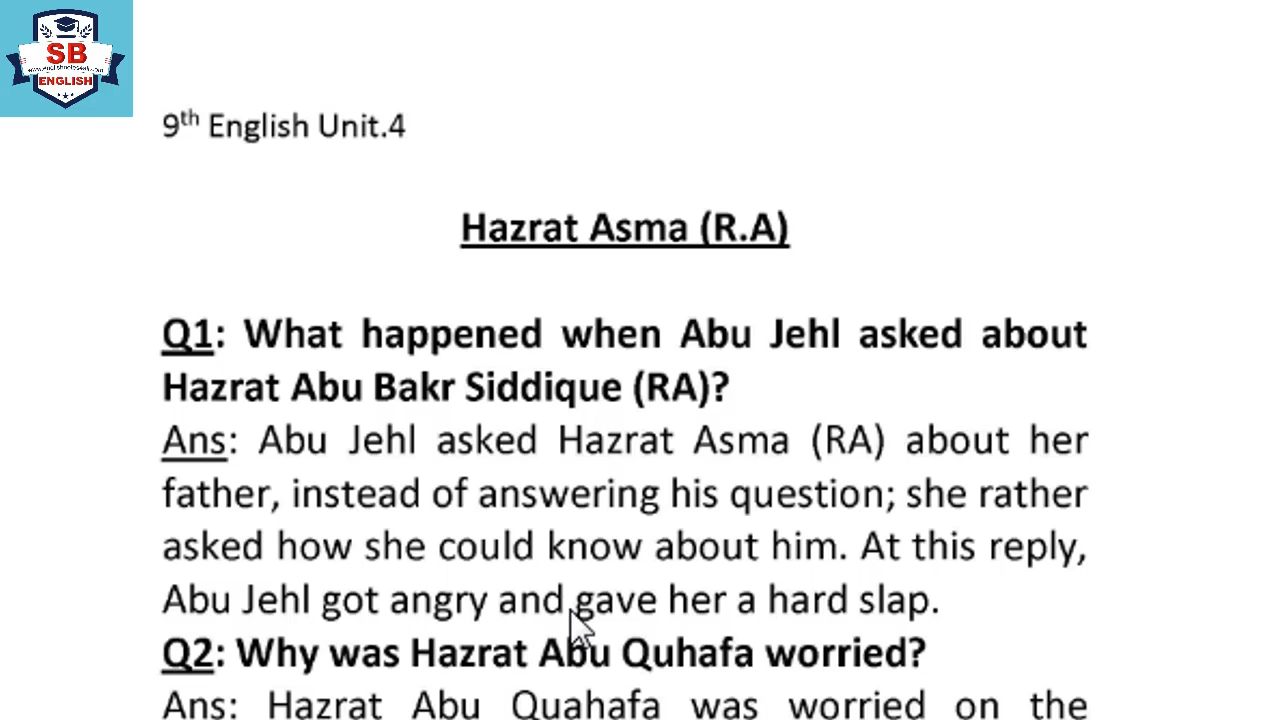 SB
ENGLISH
9th English Unit.4
Hazrat Asma (R.A)
Q1: What happened when Abu Jehl asked about
Hazrat Abu Bakr Siddique (RA)?
Ans: Abu Jehl asked Hazrat Asma (RA) about her
father, instead of answering his question; she rather
asked how she could know about him. At this reply,
Abu Jehl got angry and gave her a hard slap.
Q2: Why was Hazrat Abu Quhafa worried?
Ans: Hazrat Abu Quahafa was worried on the